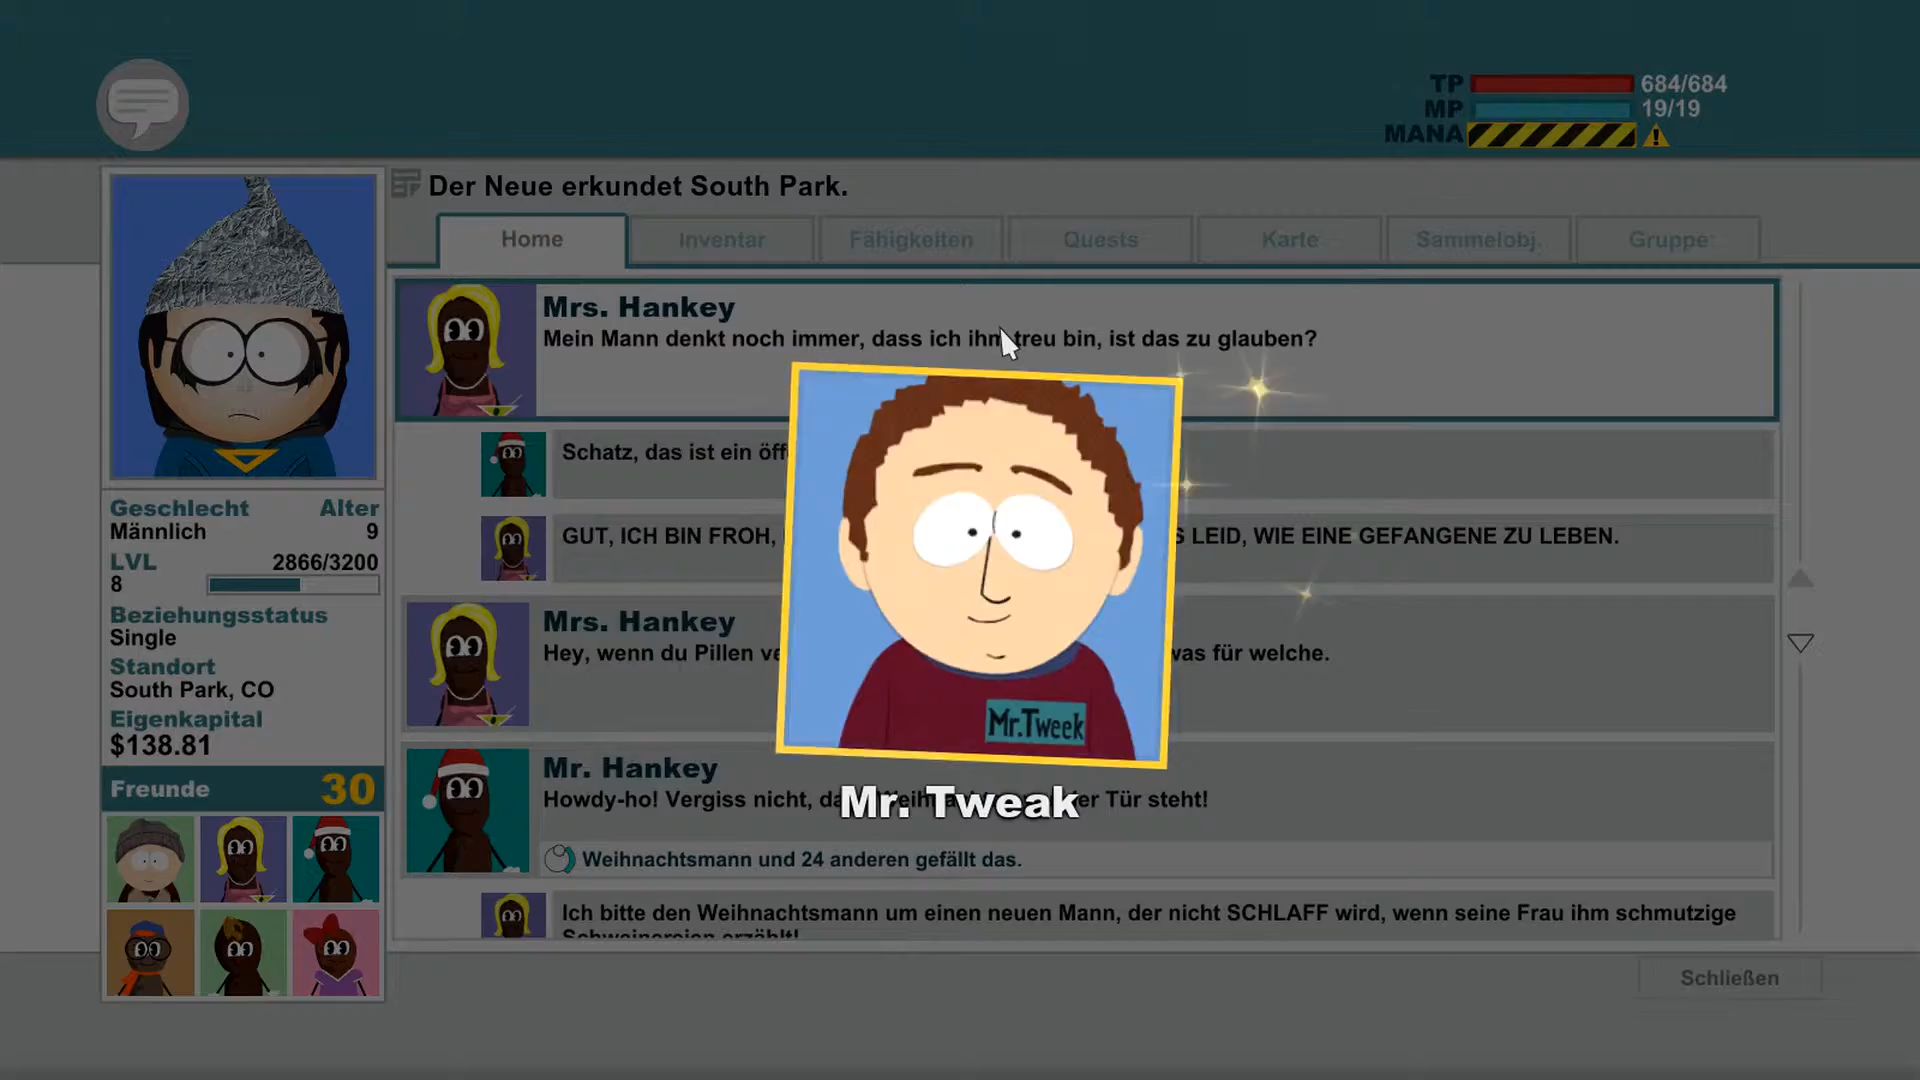 TP 684/684
MP 19/19
MANA
Der Neue erkundet South Park.
Home Inventar Fähigkeiten Quests Karte Sammelobj. Gruppe
Mrs. Hankey
Mein Mann denkt noch immer, dass ich ihm treu bin, ist das zu glauben?
Schatz, das ist ein öff
GUT, ICH BIN FROH, S LEID, WIE EINE GEFANGENE ZU LEBEN.
Mrs. Hankey
Hey, wenn du Pillen was für welche.
Mr. Hankey
Howdy-ho! Vergiss nicht, der Tür steht!
Weihnachtsmann und 24 anderen gefällt das.
Ich bitte den Weihnachtsmann um einen neuen Mann, der nicht SCHLAFF wird, wenn seine Frau ihm schmutzige
Schweinereien erzählt!
Mr.Tweek
Mr. Tweak
Geschlecht Alter
Männlich 9
LVL 2866/3200
8
Beziehungsstatus
Single
Standort
South Park, CO
Eigenkapital
$138.81
Freunde 30
Schließen